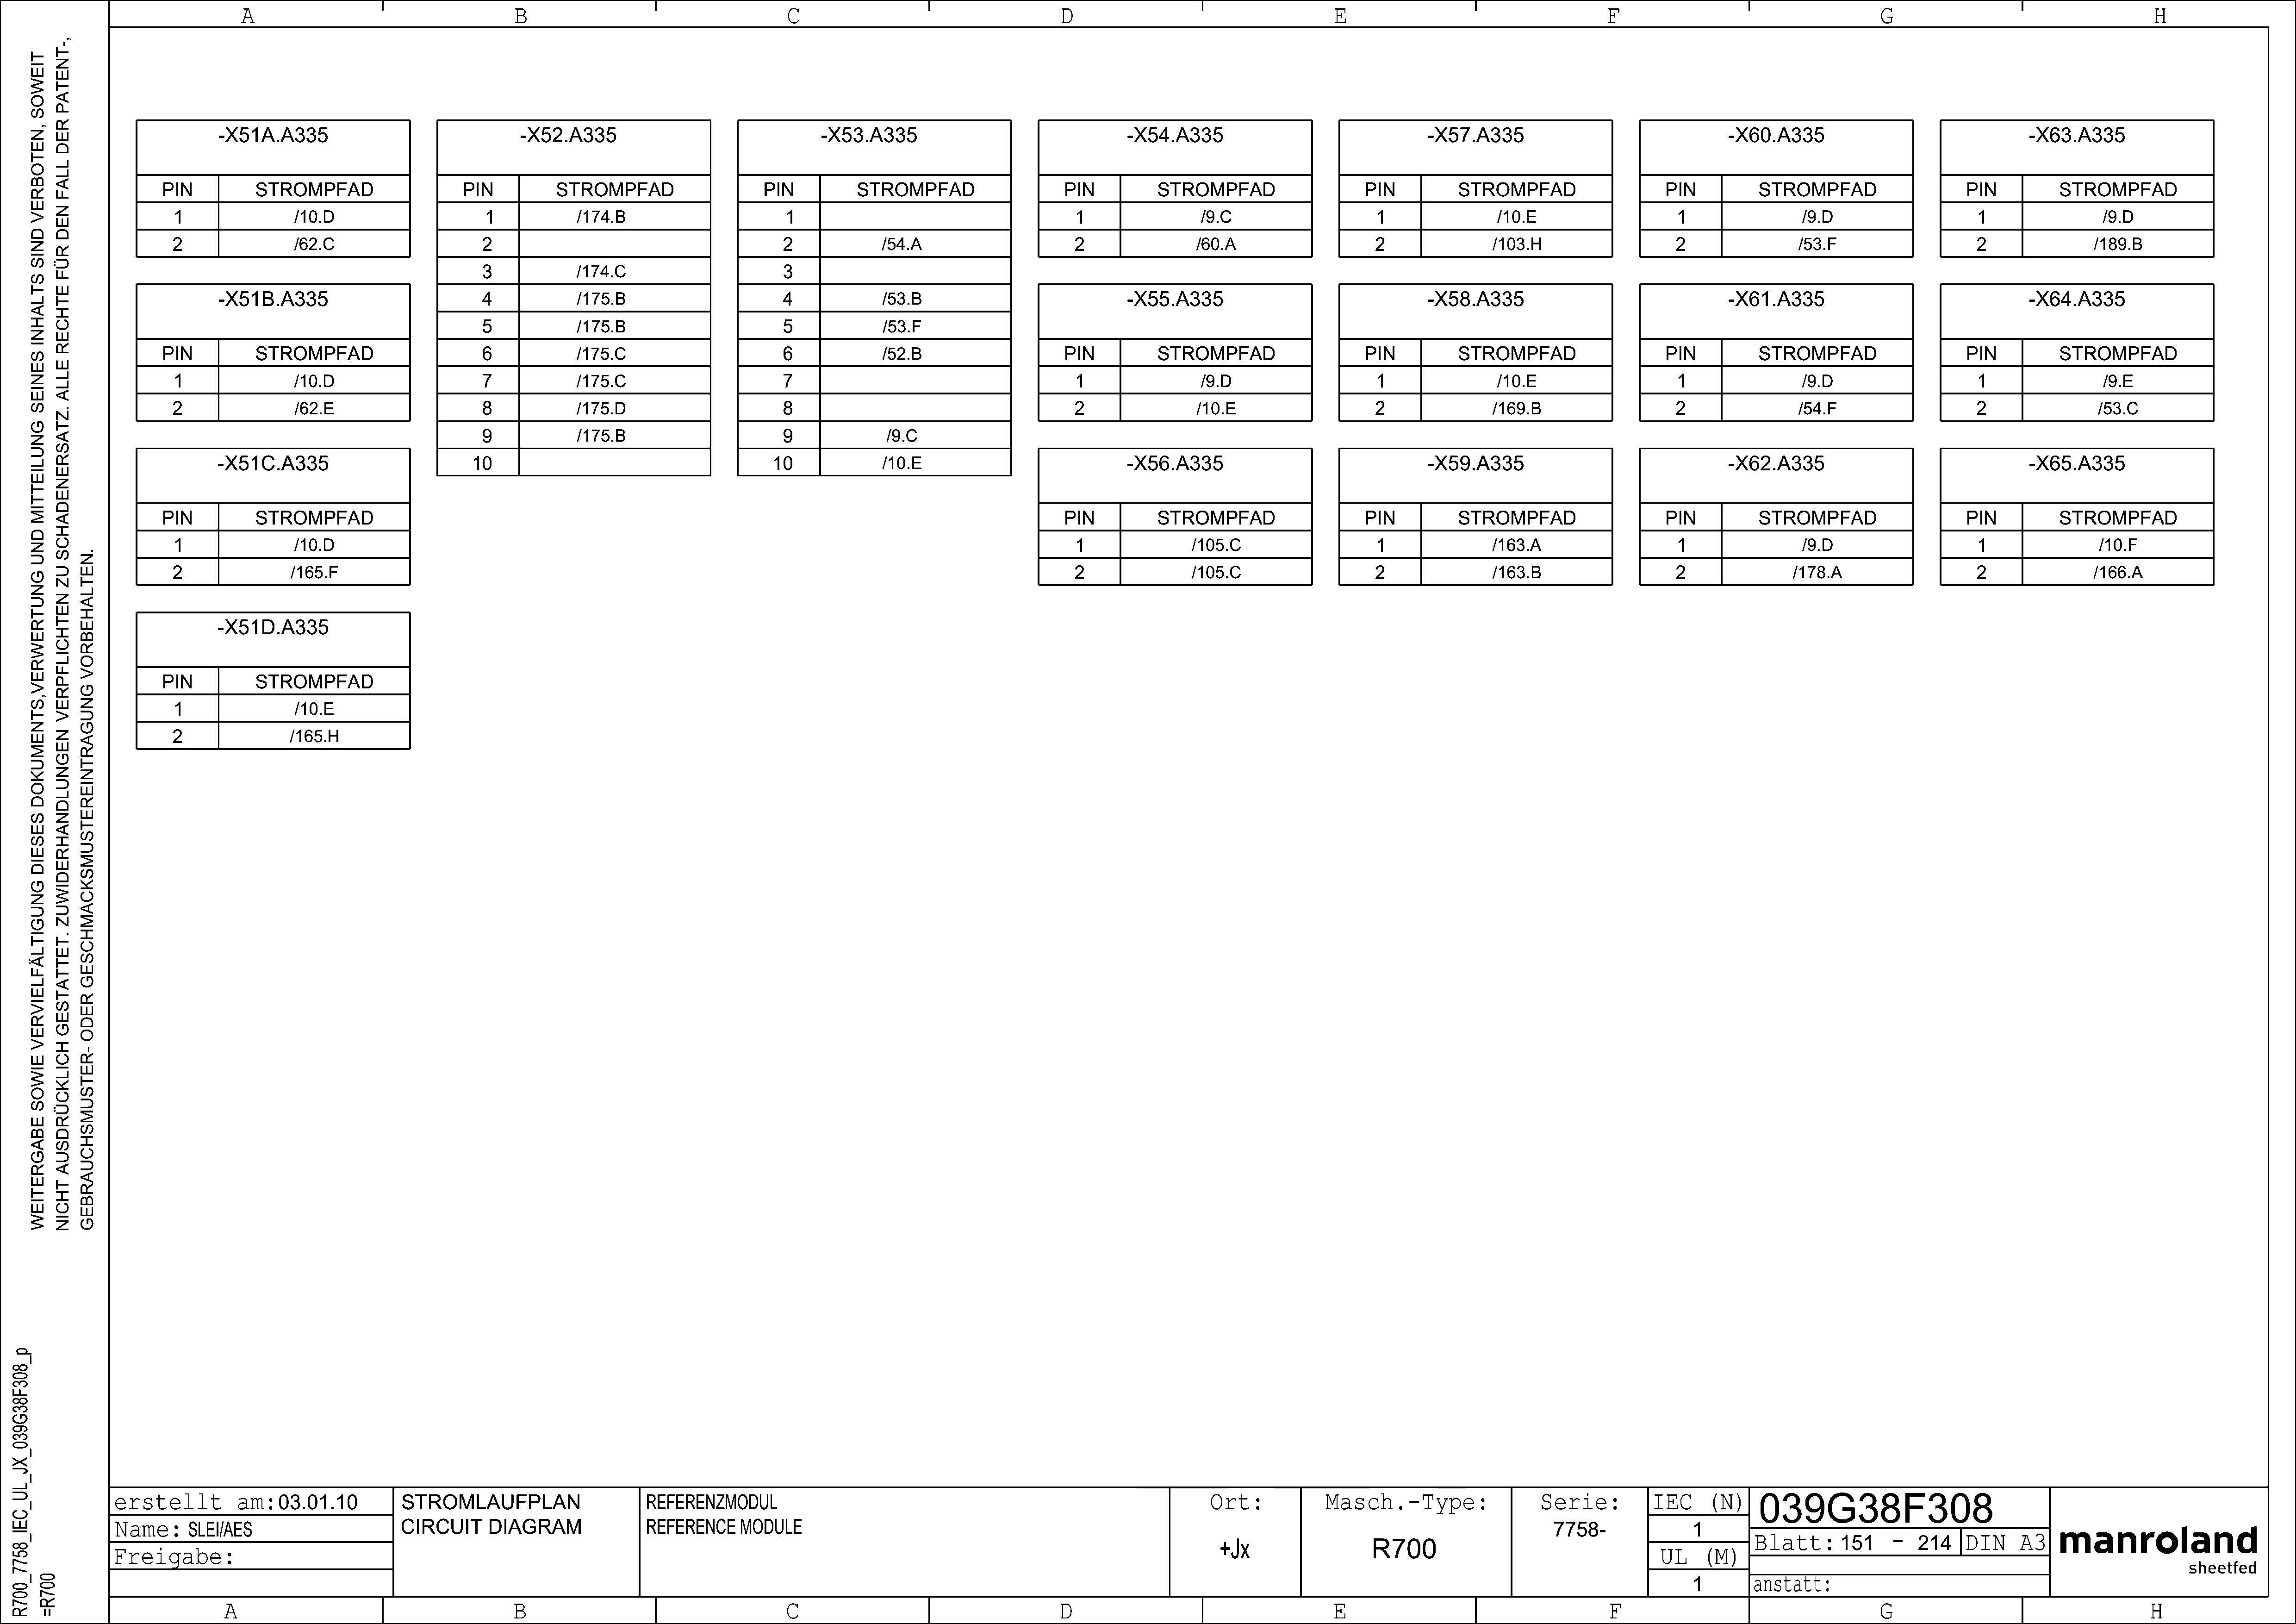 A B C D E F G H
WEITERGABE SOWIE VERVIELFÄLTIGUNG DIESES DOKUMENTS,VERWERTUNG UND MITTEILUNG SEINES INHALTS SIND VERBOTEN, SOWEIT
NICHT AUSDRÜCKLICH GESTATTET. ZUWIDERHANDLUNGEN VERPFLICHTEN ZU SCHADENERSATZ. ALLE RECHTE FÜR DEN FALL DER PATENT-,
GEBRAUCHSMUSTER- ODER GESCHMACKSMUSTEREINTRAGUNG VORBEHALTEN.
R700_7758_IEC_UL_JX_039G38F308_p
=R700
-X51A.A335
PIN STROMPFAD
1 /10.D
2 /62.C
-X51B.A335
PIN STROMPFAD
1 /10.D
2 /62.E
-X51C.A335
PIN STROMPFAD
1 /10.D
2 /165.F
-X51D.A335
PIN STROMPFAD
1 /10.E
2 /165.H
-X52.A335
PIN STROMPFAD
1 /174.B
2
3 /174.C
4 /175.B
5 /175.B
6 /175.C
7 /175.C
8 /175.D
9 /175.B
10
-X53.A335
PIN STROMPFAD
1
2 /54.A
3
4 /53.B
5 /53.F
6 /52.B
7
8
9 /9.C
10 /10.E
-X54.A335
PIN STROMPFAD
1 /9.C
2 /60.A
-X55.A335
PIN STROMPFAD
1 /9.D
2 /10.E
-X56.A335
PIN STROMPFAD
1 /105.C
2 /105.C
-X57.A335
PIN STROMPFAD
1 /10.E
2 /103.H
-X58.A335
PIN STROMPFAD
1 /10.E
2 /169.B
-X59.A335
PIN STROMPFAD
1 /163.A
2 /163.B
-X60.A335
PIN STROMPFAD
1 /9.D
2 /53.F
-X61.A335
PIN STROMPFAD
1 /9.D
2 /54.F
-X62.A335
PIN STROMPFAD
1 /9.D
2 /178.A
-X63.A335
PIN STROMPFAD
1 /9.D
2 /189.B
-X64.A335
PIN STROMPFAD
1 /9.E
2 /53.C
-X65.A335
PIN STROMPFAD
1 /10.F
2 /166.A
erstellt am: 03.01.10
Name: SLEI/AES
Freigabe:
STROMLAUFPLAN
CIRCUIT DIAGRAM
REFERENZMODUL
REFERENCE MODULE
Ort:
+Jx
Masch.-Type:
R700
Serie:
7758-
IEC (N)
1
UL (M)
1
039G38F308
Blatt: 151 - 214 DIN A3
anstatt:
manroland
sheetfed
A B C D E F G H